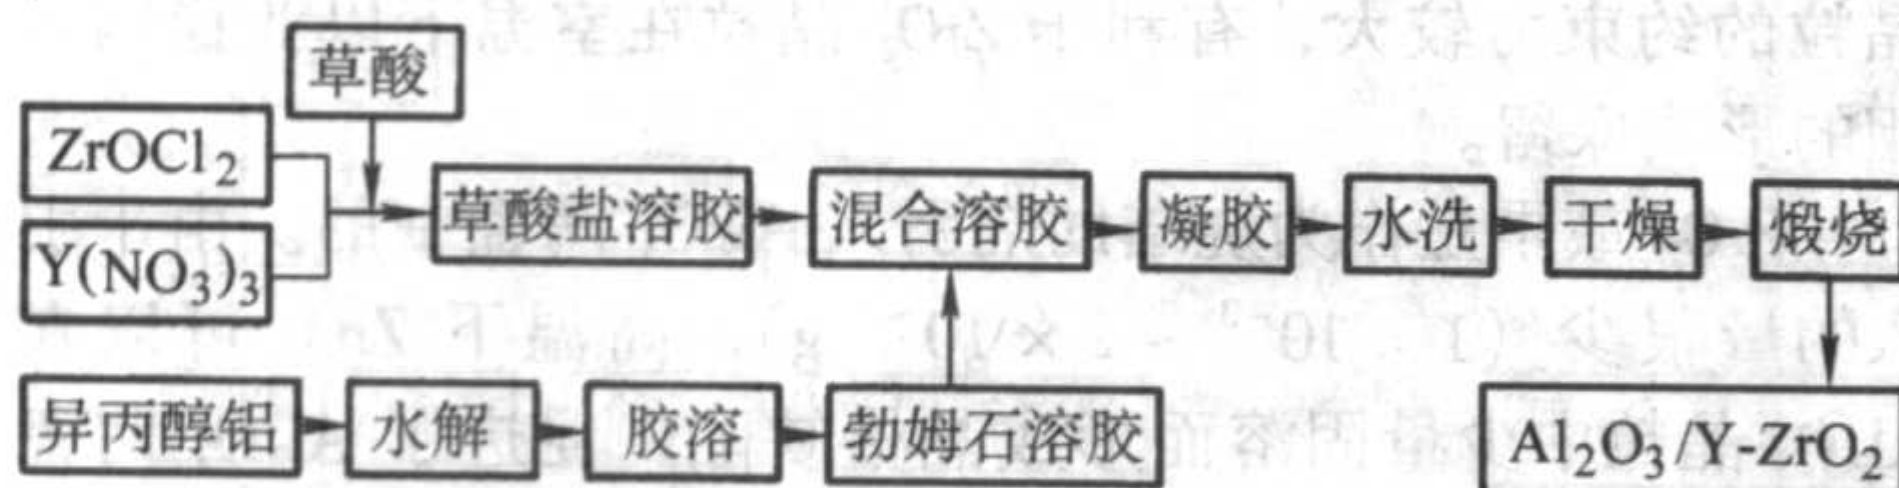 草酸
ZrOCl₂
Y(NO₃)₃
草酸盐溶胶
混合溶胶
凝胶
水洗
干燥
煅烧
异丙醇铝
水解
胶溶
勃姆石溶胶
Al₂O₃/Y-ZrO₂